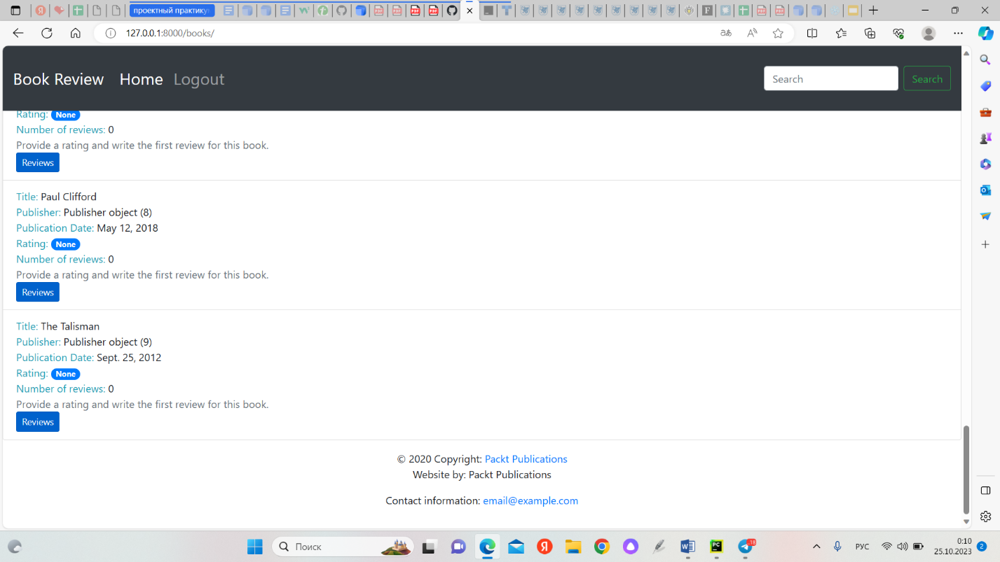 проектный практику
127.0.0.1:8000/books/
Book Review Home Logout Search Search
Rating: None
Number of reviews: 0
Provide a rating and write the first review for this book.
Reviews
Title: Paul Clifford
Publisher: Publisher object (8)
Publication Date: May 12, 2018
Rating: None
Number of reviews: 0
Provide a rating and write the first review for this book.
Reviews
Title: The Talisman
Publisher: Publisher object (9)
Publication Date: Sept. 25, 2012
Rating: None
Number of reviews: 0
Provide a rating and write the first review for this book.
Reviews
© 2020 Copyright: Packt Publications
Website by: Packt Publications
Contact information: email@example.com
Поиск
РУС
0:10
25.10.2023
2